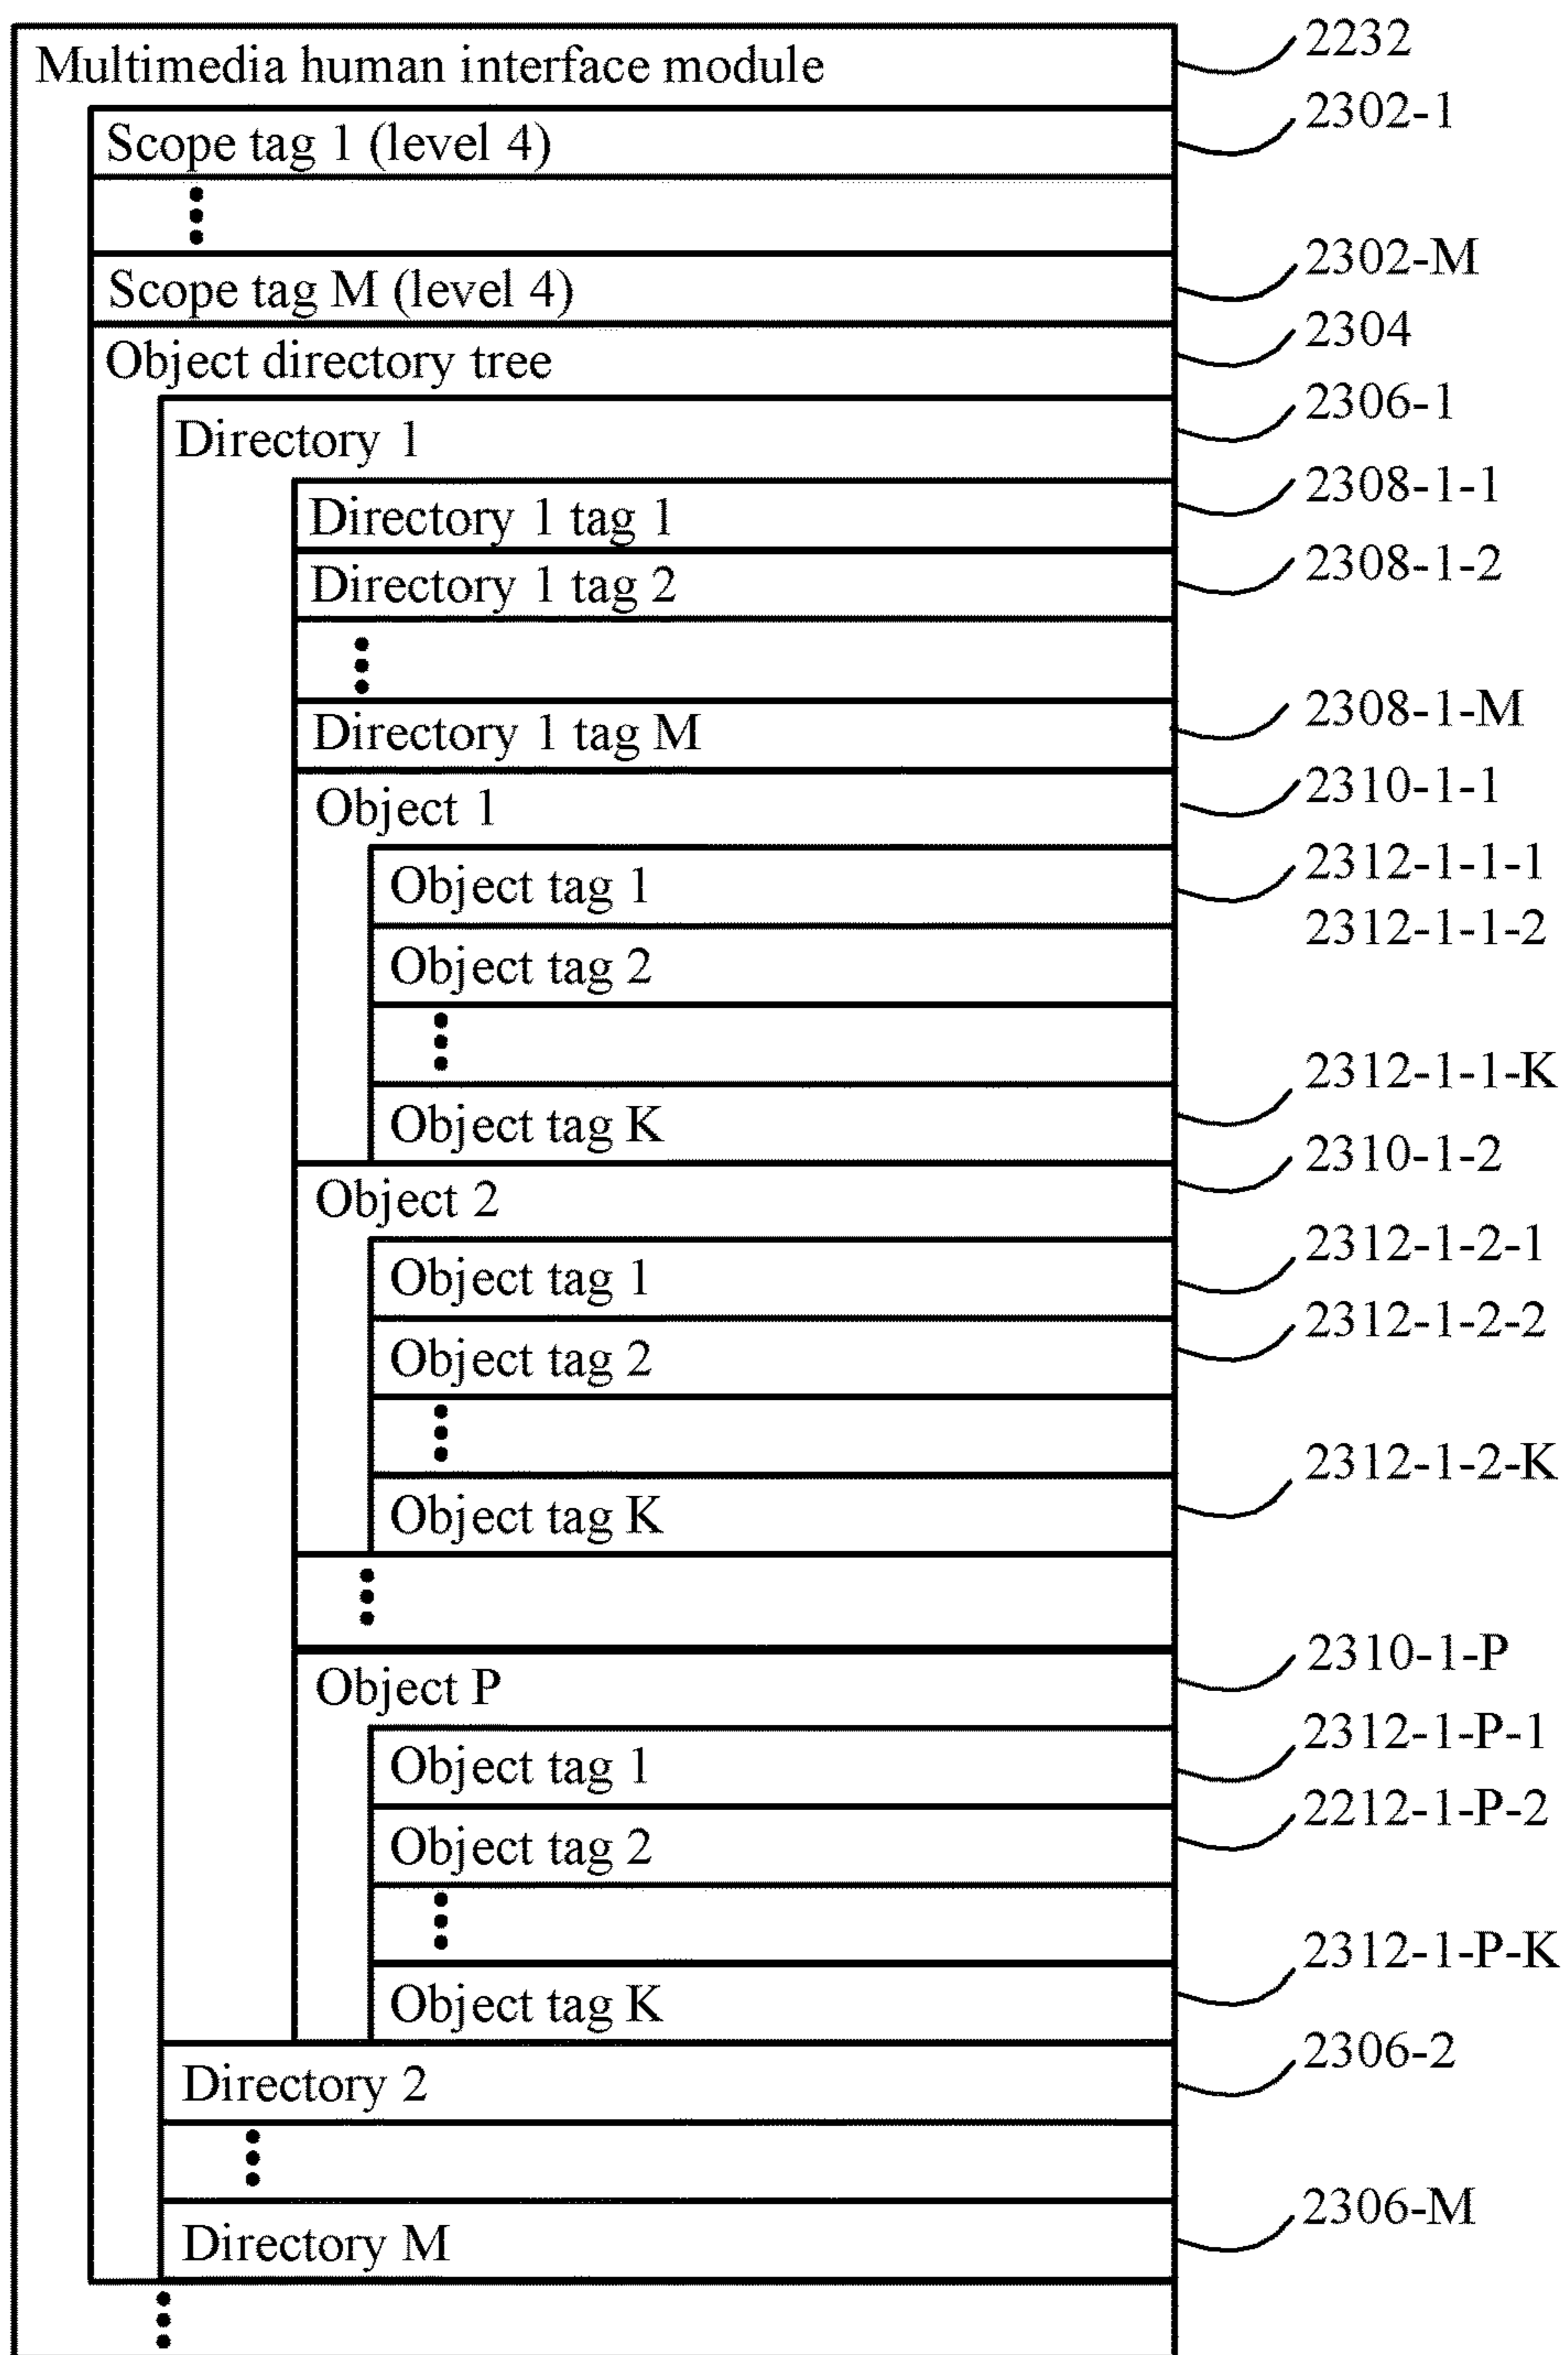 Multimedia human interface module 2232
Scope tag 1 (level 4) 2302-1
Scope tag M (level 4) 2302-M
Object directory tree 2304
Directory 1 2306-1
Directory 1 tag 1 2308-1-1
Directory 1 tag 2 2308-1-2
Directory 1 tag M 2308-1-M
Object 1 2310-1-1
Object tag 1 2312-1-1-1
Object tag 2 2312-1-1-2
Object tag K 2312-1-1-K
Object 2 2310-1-2
Object tag 1 2312-1-2-1
Object tag 2 2312-1-2-2
Object tag K 2312-1-2-K
Object P 2310-1-P
Object tag 1 2312-1-P-1
Object tag 2 2212-1-P-2
Object tag K 2312-1-P-K
Directory 2 2306-2
Directory M 2306-M